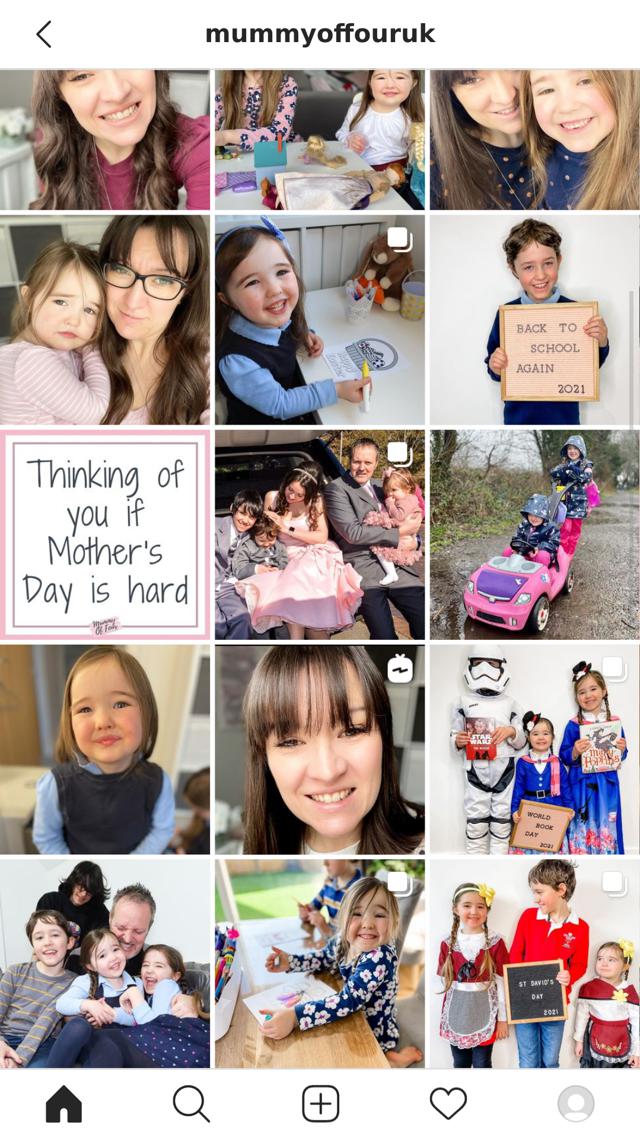 mummyoffouruk
BACK TO
SCHOOL
AGAIN
2021
Thinking of
you if
Mother's
Day is hard
Mummy
Of Four
STAR
WARS
Mary
Poppins
WORLD
BOOK
DAY
2021
ST DAVID'S
DAY
2021